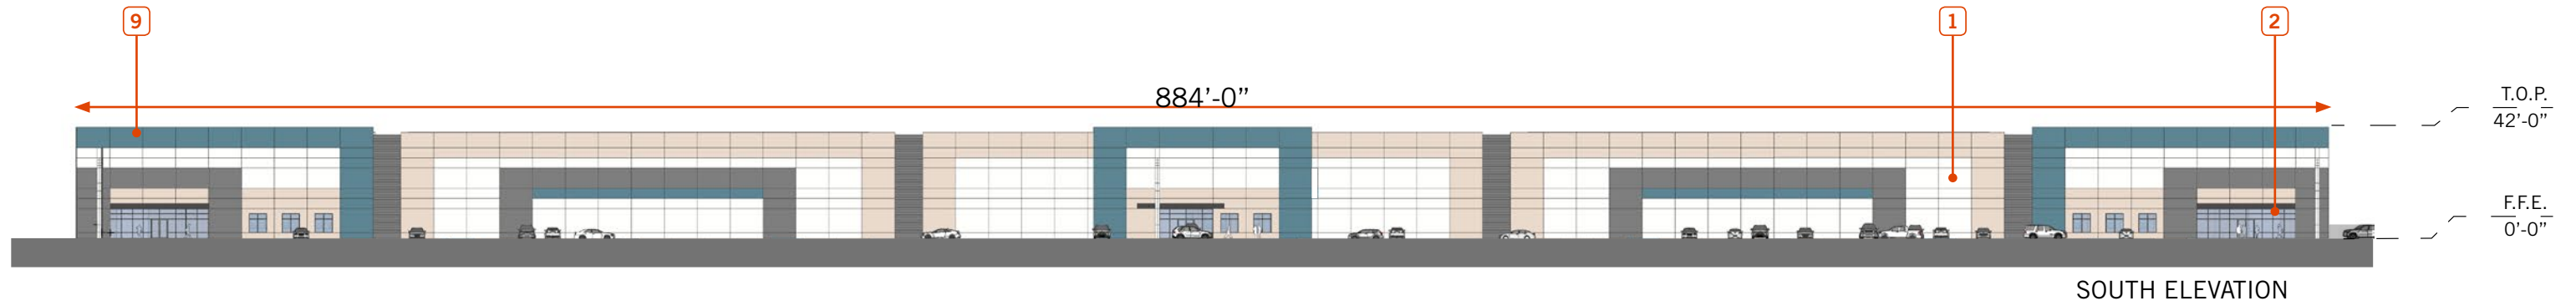 9
1
2
884’-0”
T.O.P.
42’-0”
F.F.E.
0’-0”
SOUTH ELEVATION